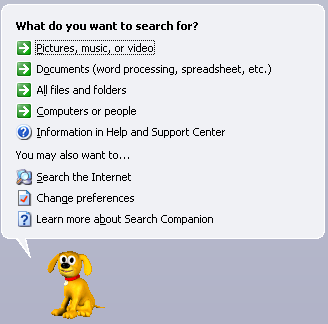 What do you want to search for?
Pictures, music, or video
Documents (word processing, spreadsheet, etc.)
All files and folders
Computers or people
Information in Help and Support Center
You may also want to...
Search the Internet
Change preferences
Learn more about Search Companion